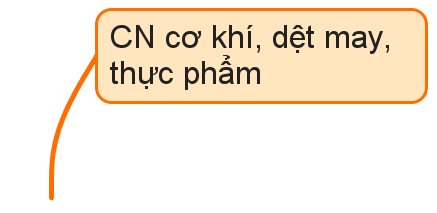 CN cơ khí, dệt may,
thực phẩm